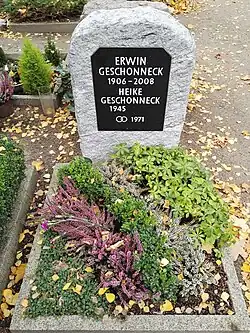 ERWIN
GESCHONNECK
1906-2008
HEIKE
GESCHONNECK
1945
⚭ 1971